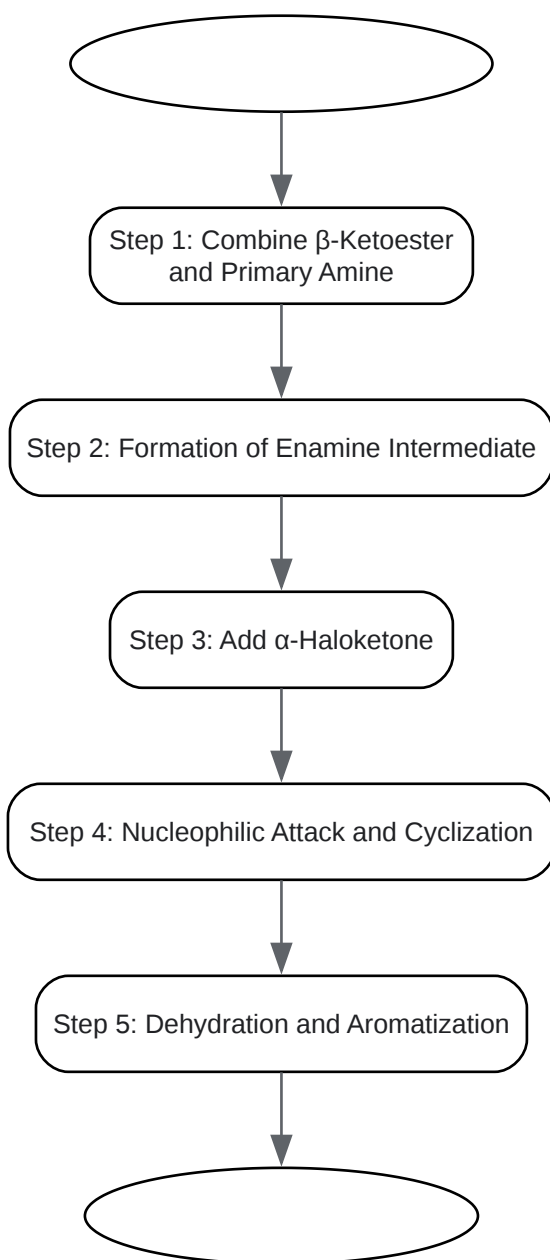 Step 1: Combine β-Ketoester
and Primary Amine
Step 2: Formation of Enamine Intermediate
Step 3: Add α-Haloketone
Step 4: Nucleophilic Attack and Cyclization
Step 5: Dehydration and Aromatization